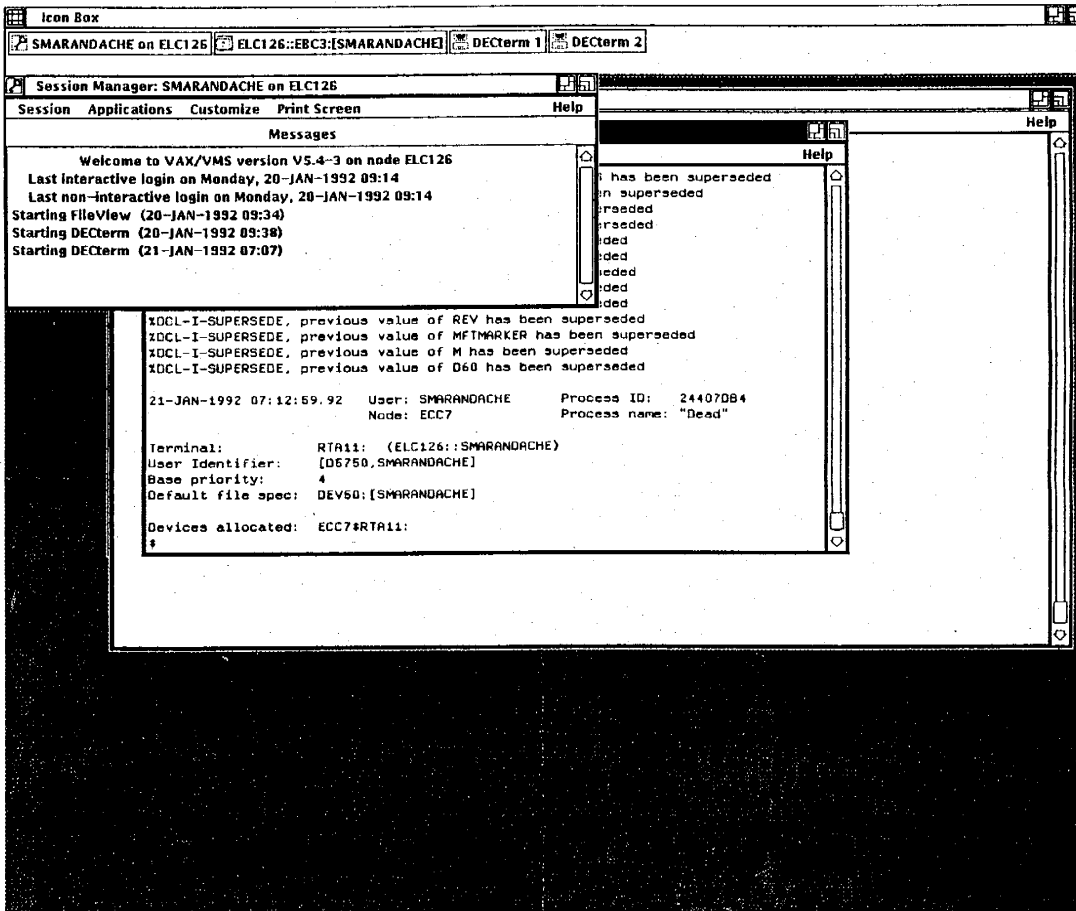 Icon Box
SMARANDACHE on ELC126 ELC126::EBC3:[SMARANDACHE] DECterm 1 DECterm 2
Session Manager: SMARANDACHE on ELC126
Session Applications Customize Print Screen Help
Messages
Welcome to VAX/VMS version V5.4-3 on node ELC126
Last interactive login on Monday, 20-JAN-1992 09:14
Last non-interactive login on Monday, 20-JAN-1992 09:14
Starting FileView (20-JAN-1992 09:34)
Starting DECterm (20-JAN-1992 09:38)
Starting DECterm (21-JAN-1992 07:07)
Help
Help
has been superseded
superseded
%DCL-I-SUPERSEDE, previous value of REV has been superseded
%DCL-I-SUPERSEDE, previous value of MFTMARKER has been superseded
%DCL-I-SUPERSEDE, previous value of M has been superseded
%DCL-I-SUPERSEDE, previous value of D60 has been superseded
21-JAN-1992 07:12:59.92 User: SMARANDACHE Process ID: 244070B4
Node: ECC7 Process name: "Dead"
Terminal: RTA11: (ELC126::SMARANDACHE)
User Identifier: [D5750,SMARANDACHE]
Base priority: 4
Default file spec: DEV50:[SMARANDACHE]
Devices allocated: ECC7$RTA11:
$